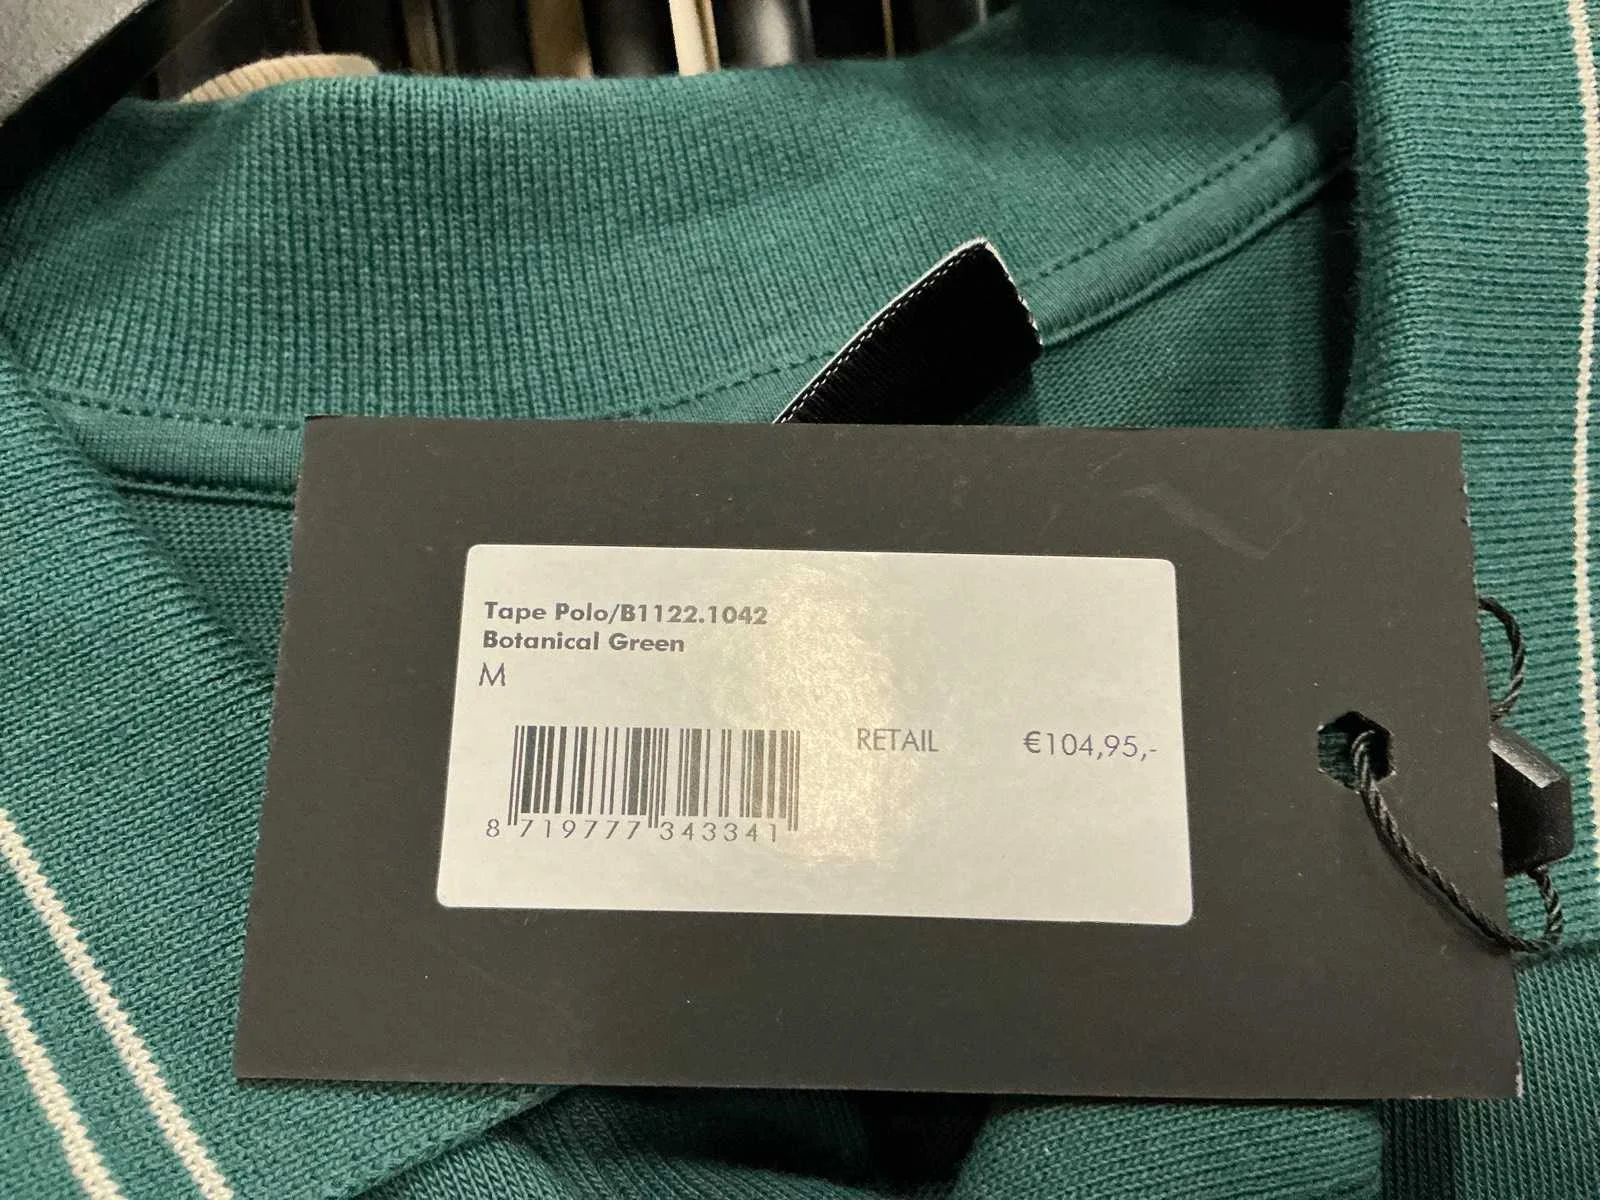 Tape Polo/B1122.1042
Botanical Green
M
RETAIL €104,95,-
8 719777 343341